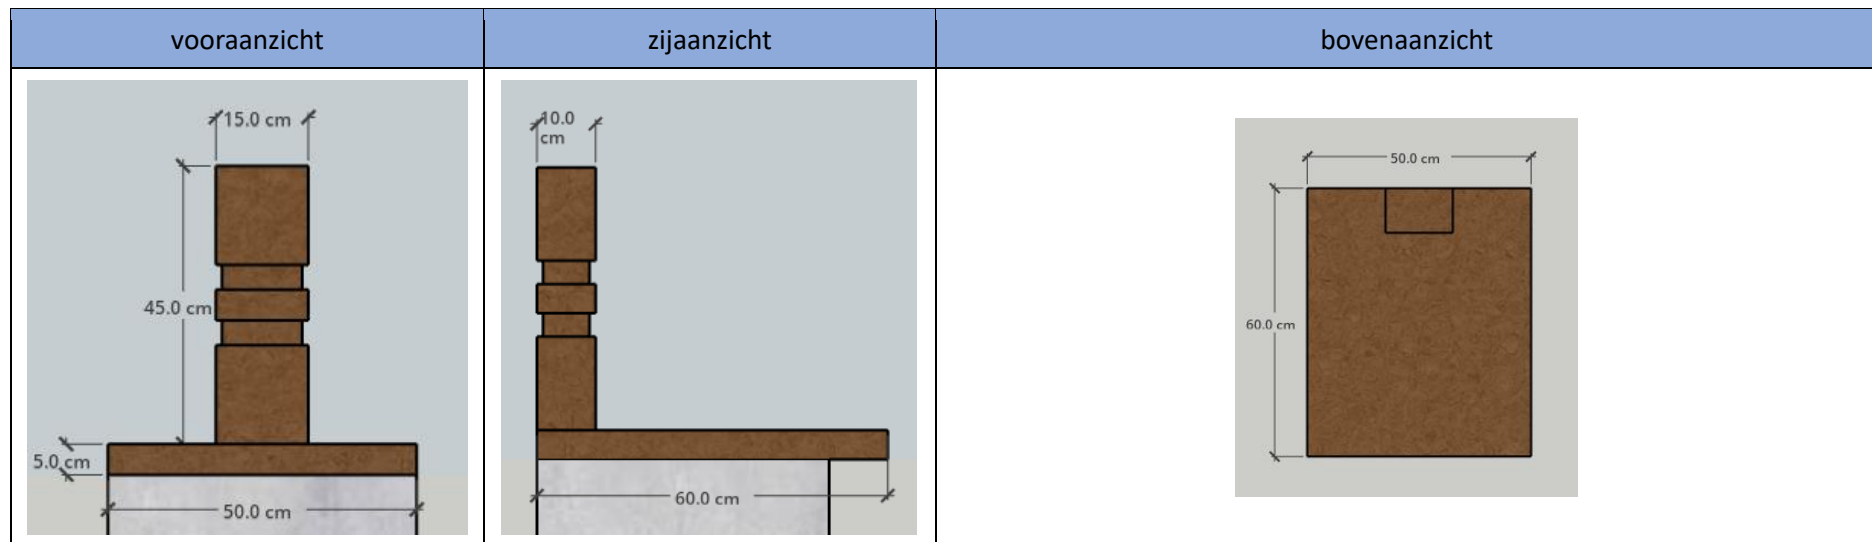 vooraanzicht
zijaanzicht
bovenaanzicht
15.0 cm
45.0 cm
5.0 cm
50.0 cm
10.0
cm
60.0 cm
50.0 cm
60.0 cm